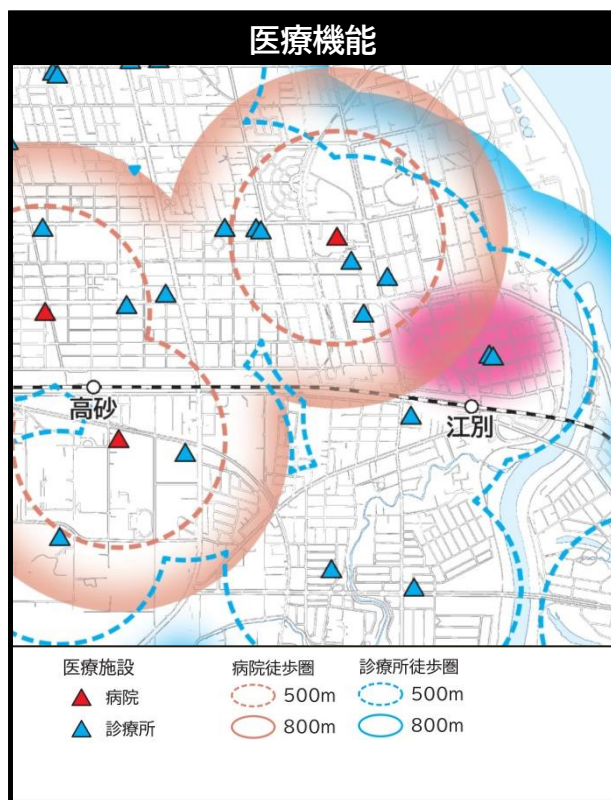 医療機能
高砂
江別
医療施設 病院徒歩圏 診療所徒歩圏
病院 500m 500m
診療所 800m 800m